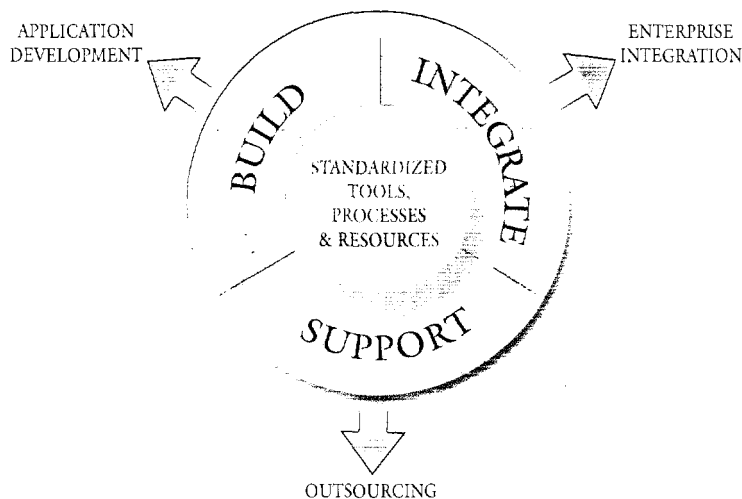 APPLICATION
DEVELOPMENT
ENTERPRISE
INTEGRATION
BUILD
INTEGRATE
STANDARDIZED
TOOLS,
PROCESSES
& RESOURCES
SUPPORT
OUTSOURCING